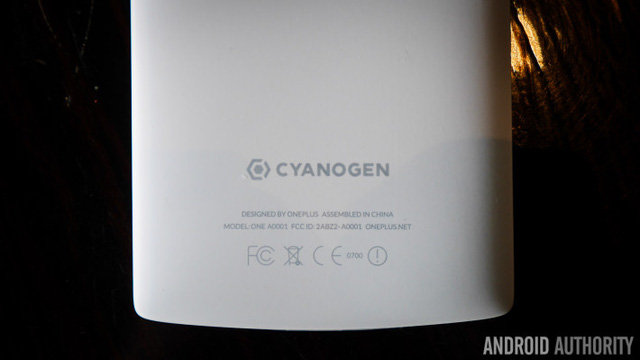 CYANOGEN
DESIGNED BY ONEPLUS ASSEMBLED IN CHINA
MODEL: ONE A0001 FCC ID: 2ABZ2-A0001 ONEPLUS.NET
FC CE 0700
ANDROID AUTHORITY